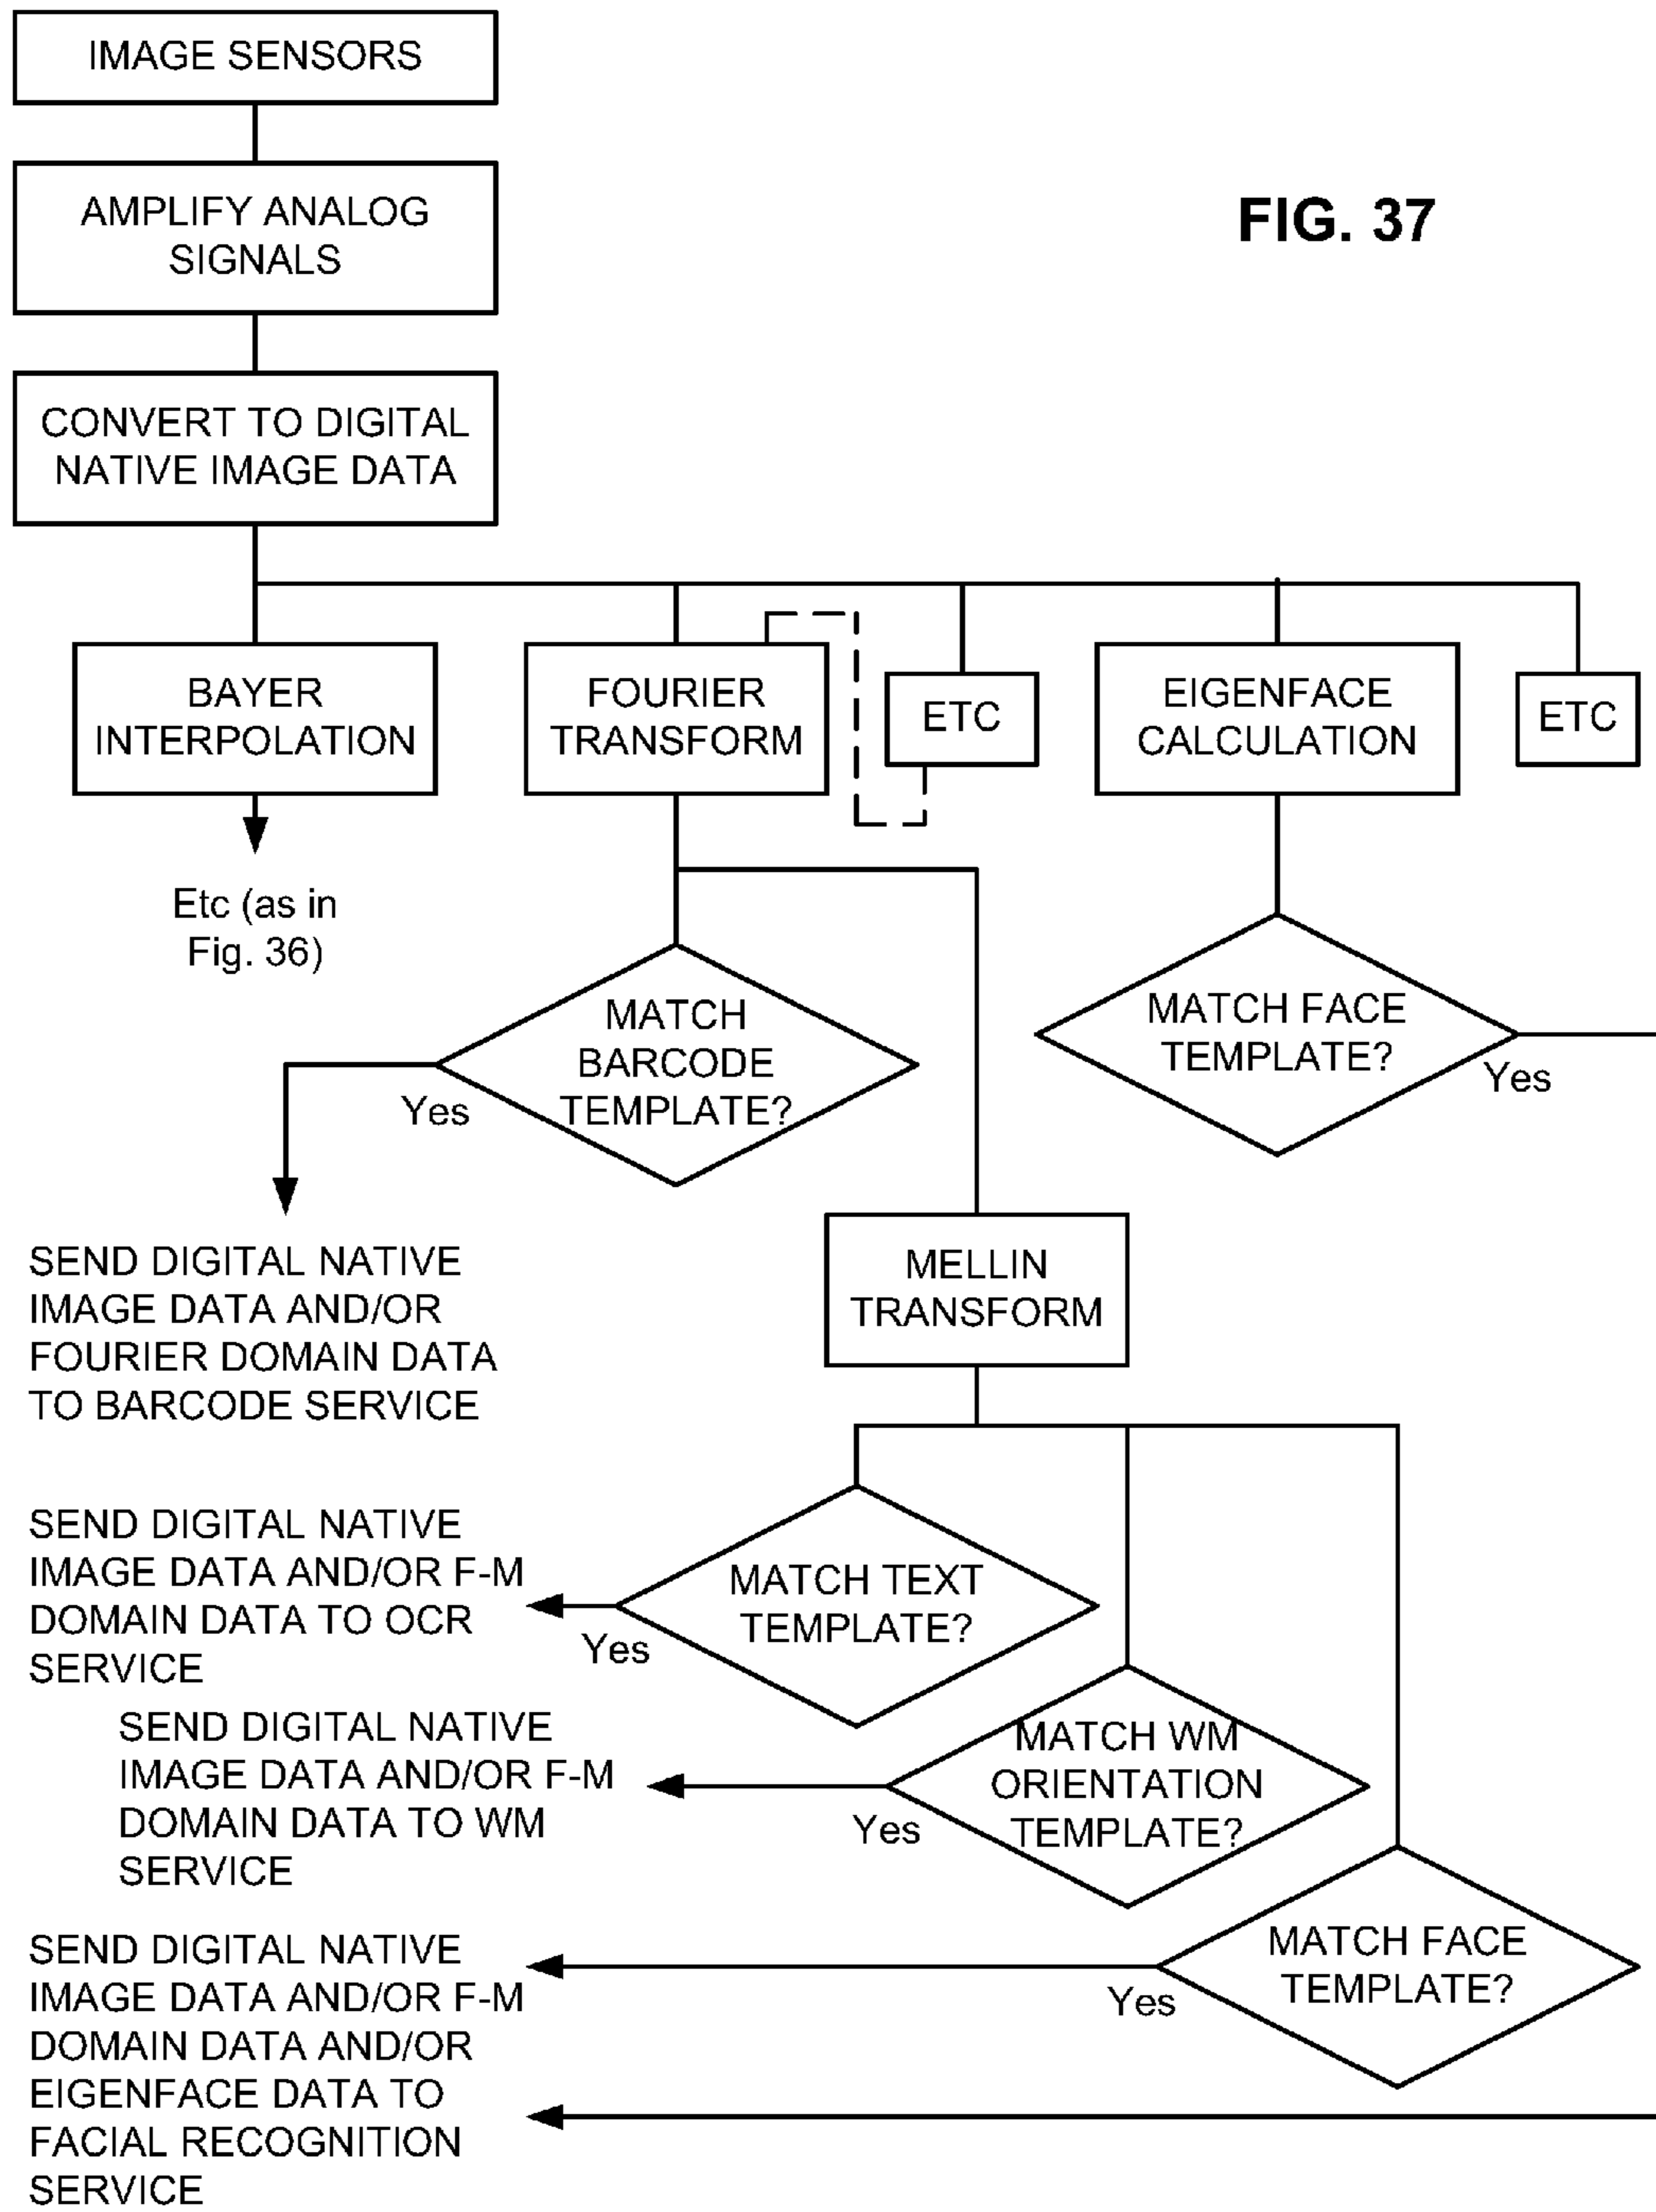 IMAGE SENSORS
AMPLIFY ANALOG
SIGNALS
FIG. 37
CONVERT TO DIGITAL
NATIVE IMAGE DATA
BAYER
INTERPOLATION
FOURIER
TRANSFORM
ETC
EIGENFACE
CALCULATION
ETC
Etc (as in
Fig. 36)
MATCH
BARCODE
TEMPLATE?
Yes
MATCH FACE
TEMPLATE?
Yes
SEND DIGITAL NATIVE
IMAGE DATA AND/OR
FOURIER DOMAIN DATA
TO BARCODE SERVICE
MELLIN
TRANSFORM
SEND DIGITAL NATIVE
IMAGE DATA AND/OR F-M
DOMAIN DATA TO OCR
SERVICE
MATCH TEXT
TEMPLATE?
Yes
SEND DIGITAL NATIVE
IMAGE DATA AND/OR F-M
DOMAIN DATA TO WM
SERVICE
MATCH WM
ORIENTATION
TEMPLATE?
Yes
SEND DIGITAL NATIVE
IMAGE DATA AND/OR F-M
DOMAIN DATA AND/OR
EIGENFACE DATA TO
FACIAL RECOGNITION
SERVICE
MATCH FACE
TEMPLATE?
Yes